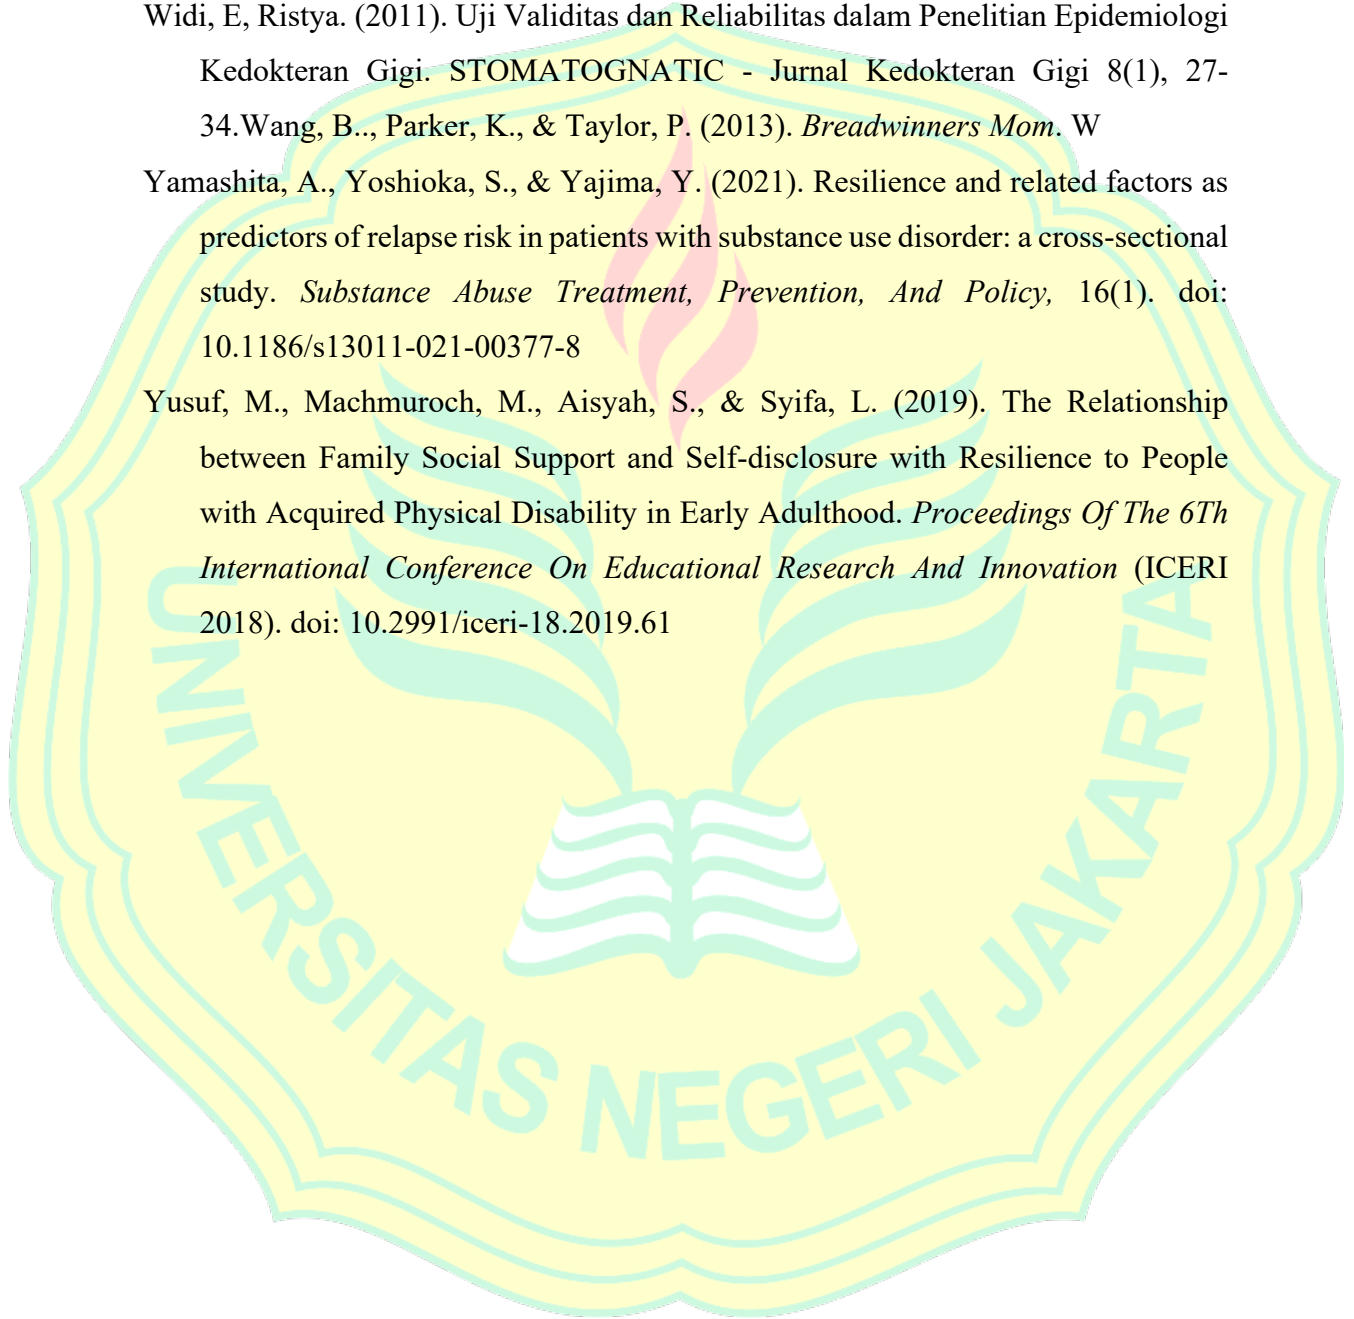 Widi, E, Ristya. (2011). Uji Validitas dan Reliabilitas dalam Penelitian Epidemiologi
Kedokteran Gigi. STOMATOGNATIC - Jurnal Kedokteran Gigi 8(1), 27-
34.Wang, B.., Parker, K., & Taylor, P. (2013). Breadwinners Mom. W
Yamashita, A., Yoshioka, S., & Yajima, Y. (2021). Resilience and related factors as
predictors of relapse risk in patients with substance use disorder: a cross-sectional
study. Substance Abuse Treatment, Prevention, And Policy, 16(1). doi:
10.1186/s13011-021-00377-8
Yusuf, M., Machmuroch, M., Aisyah, S., & Syifa, L. (2019). The Relationship
between Family Social Support and Self-disclosure with Resilience to People
with Acquired Physical Disability in Early Adulthood. Proceedings Of The 6Th
International Conference On Educational Research And Innovation (ICERI
2018). doi: 10.2991/iceri-18.2019.61
UNIVERSITAS NEGERI JAKARTA